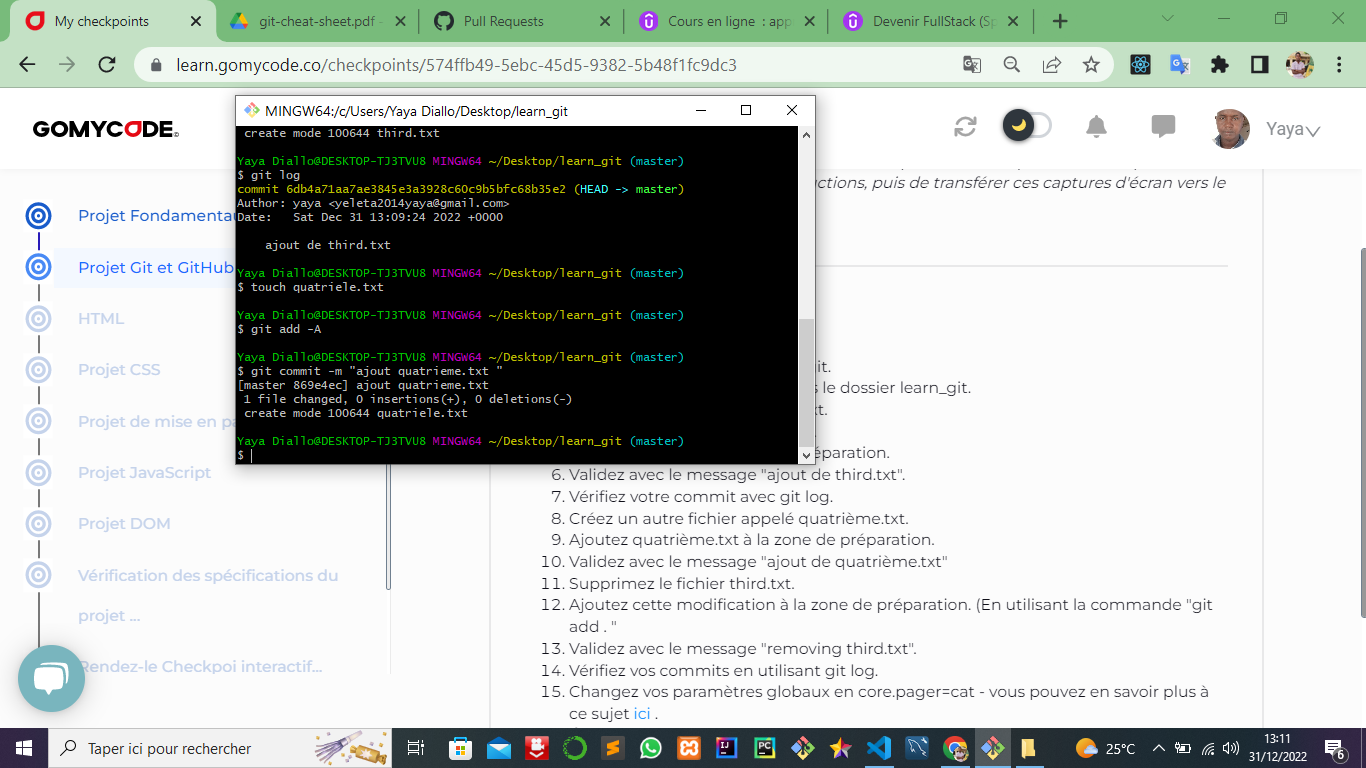 My checkpoints
git-cheat-sheet.pdf -
Pull Requests
Cours en ligne : app
Devenir FullStack (Sp
learn.gomycode.co/checkpoints/574ffb49-5ebc-45d5-9382-5b48f1fc9dc3
GOMYCODE
Yaya
MINGW64:/c/Users/Yaya Diallo/Desktop/learn_git
create mode 100644 third.txt
Yaya Diallo@DESKTOP-TJ3TVU8 MINGW64 ~/Desktop/learn_git (master)
$ git log
commit 6db4a71aa7ae3845e3a3928c60c9b5bfc68b35e2 (HEAD -> master)
Author: yaya <yeleta2014yaya@gmail.com>
Date:   Sat Dec 31 13:09:24 2022 +0000
ajout de third.txt
Yaya Diallo@DESKTOP-TJ3TVU8 MINGW64 ~/Desktop/learn_git (master)
$ touch quatriele.txt
Yaya Diallo@DESKTOP-TJ3TVU8 MINGW64 ~/Desktop/learn_git (master)
$ git add -A
Yaya Diallo@DESKTOP-TJ3TVU8 MINGW64 ~/Desktop/learn_git (master)
$ git commit -m "ajout quatrieme.txt "
[master 869e4ec] ajout quatrieme.txt
1 file changed, 0 insertions(+), 0 deletions(-)
create mode 100644 quatriele.txt
Yaya Diallo@DESKTOP-TJ3TVU8 MINGW64 ~/Desktop/learn_git (master)
$
Projet Fondamentau
Projet Git et GitHub
HTML
Projet CSS
Projet de mise en pa
Projet JavaScript
Projet DOM
Vérification des spécifications du
projet ...
Rendez-le Checkpoi interactif...
uctions, puis de transférer ces captures d'écran vers le
it.
s le dossier learn_git.
xt.
éparation.
6. Validez avec le message "ajout de third.txt".
7. Vérifiez votre commit avec git log.
8. Créez un autre fichier appelé quatrième.txt.
9. Ajoutez quatrième.txt à la zone de préparation.
10. Validez avec le message "ajout de quatrième.txt"
11. Supprimez le fichier third.txt.
12. Ajoutez cette modification à la zone de préparation. (En utilisant la commande "git
add . "
13. Validez avec le message "removing third.txt".
14. Vérifiez vos commits en utilisant git log.
15. Changez vos paramètres globaux en core.pager=cat - vous pouvez en savoir plus à
ce sujet ici .
Taper ici pour rechercher
25°C
13:11
31/12/2022
6